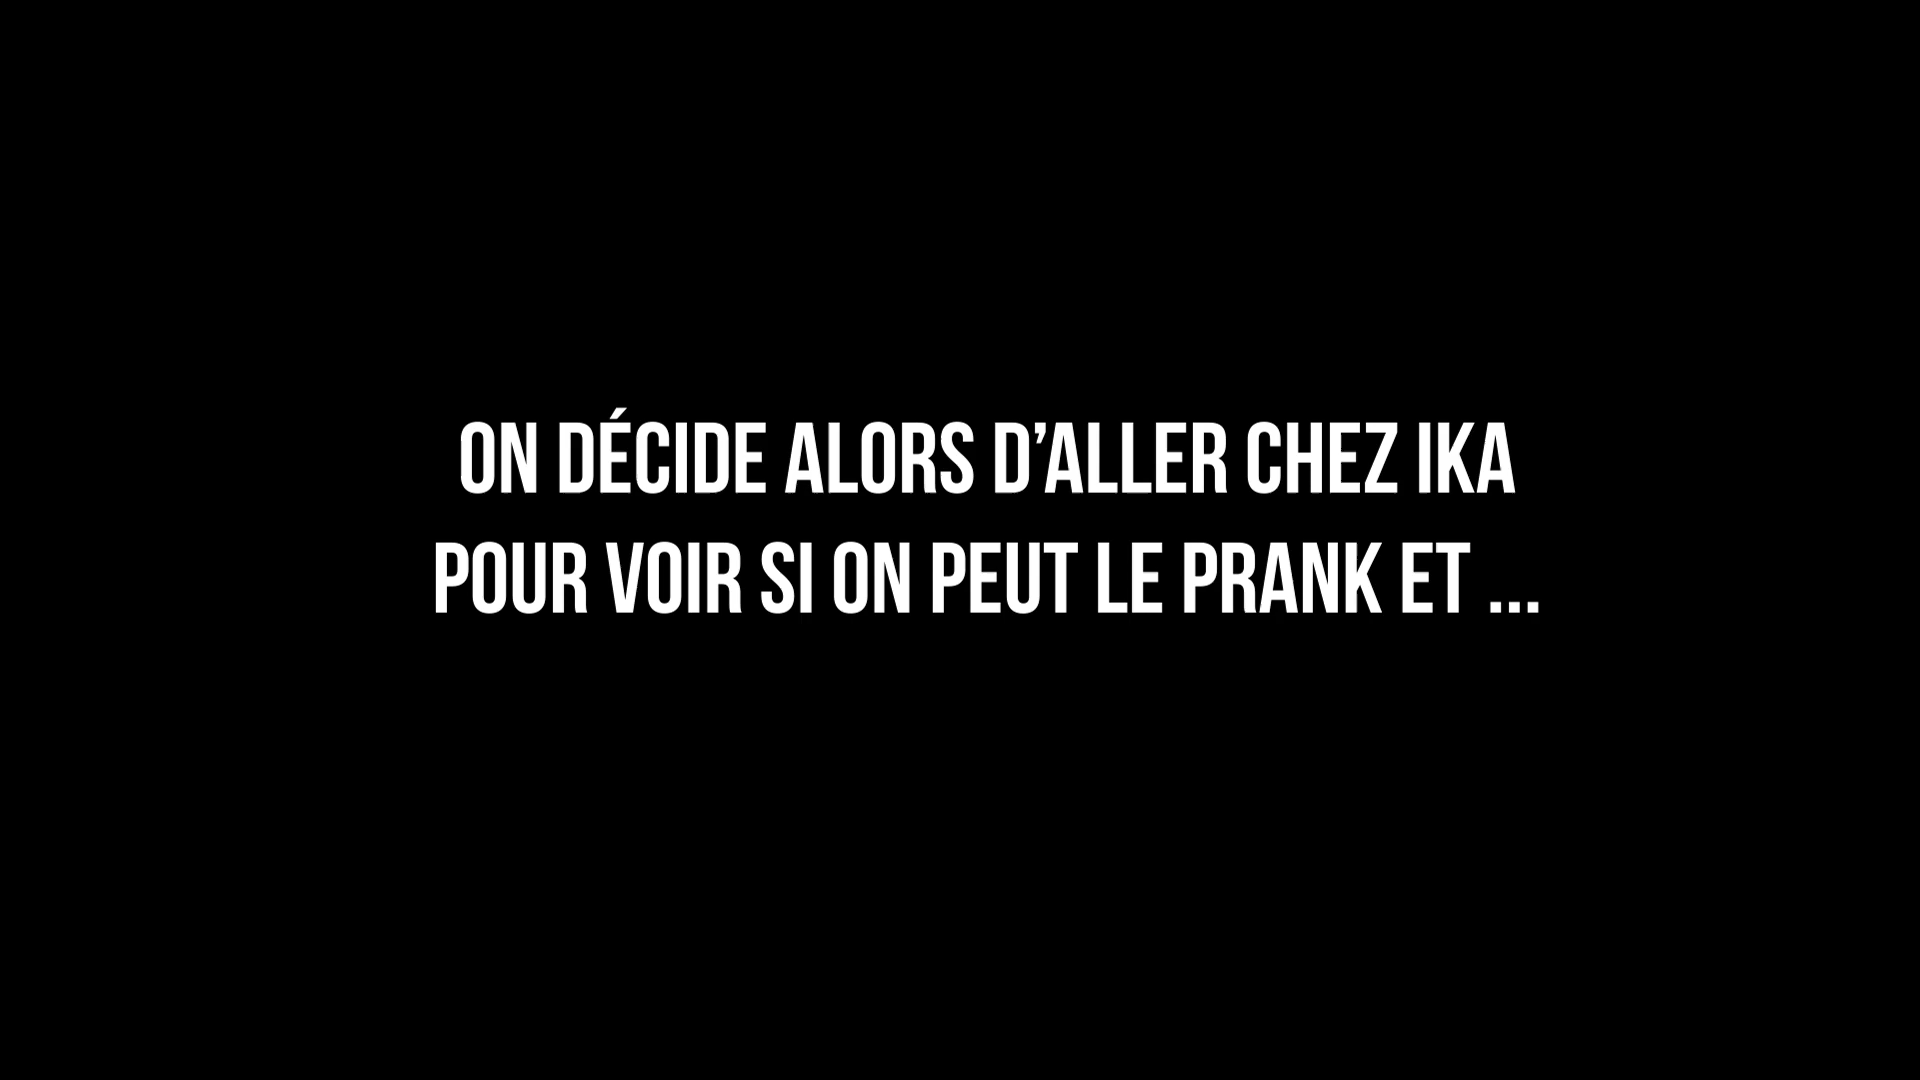 ON DÉCIDE ALORS D’ALLER CHEZ IKA
POUR VOIR SI ON PEUT LE PRANK ET ...